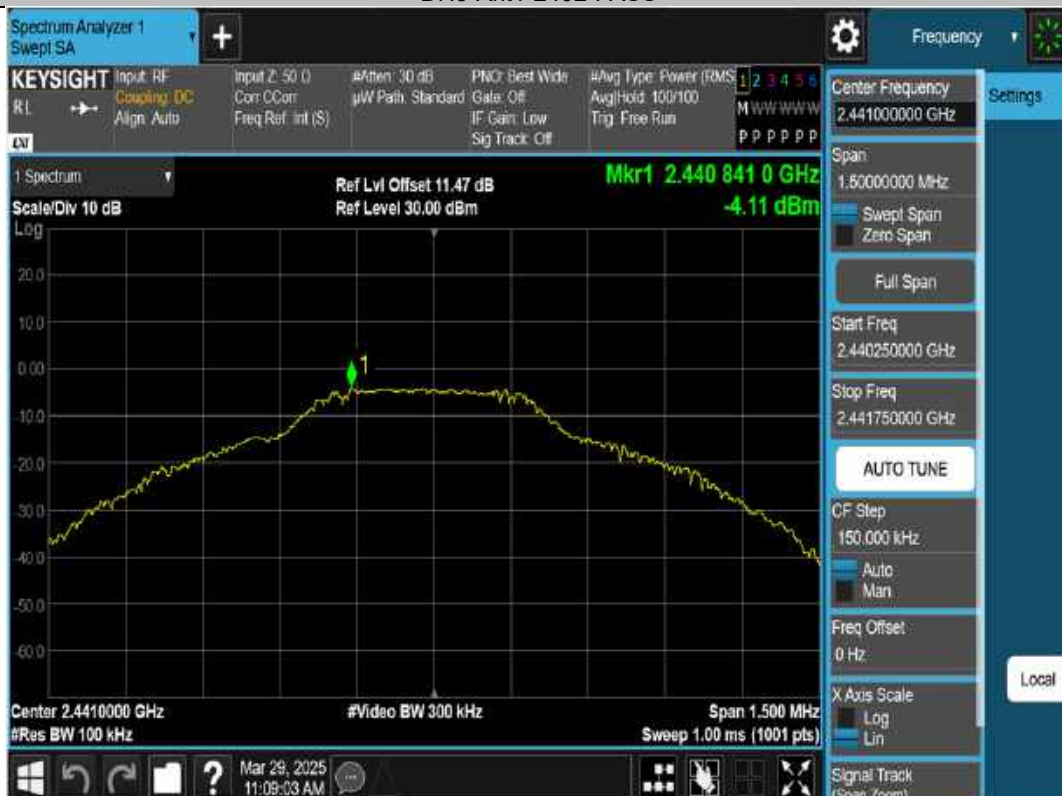 Spectrum Analyzer 1
Swept SA
+
Frequency
KEYSIGHT
RL
LXI
Input: RF
Coupling: DC
Align: Auto
Input Z: 50 Ω
Corr CCorr
Freq Ref: Int (S)
#Atten: 30 dB
µW Path: Standard
PNO: Best Wide
Gate: Off
IF Gain: Low
Sig Track: Off
#Avg Type: Power (RMS
Avg|Hold: 100/100
Trig: Free Run
1 2 3 4 5 6
M W W W W W
P P P P P P
Center Frequency
2.441000000 GHz
Settings
Span
1.50000000 MHz
Swept Span
Zero Span
Full Span
Start Freq
2.440250000 GHz
Stop Freq
2.441750000 GHz
AUTO TUNE
CF Step
150.000 kHz
Auto
Man
Freq Offset
0 Hz
X Axis Scale
Log
Lin
Local
Signal Track
(Span Zoom)
1 Spectrum
Scale/Div 10 dB
Log
Ref Lvl Offset 11.47 dB
Ref Level 30.00 dBm
Mkr1 2.440 841 0 GHz
-4.11 dBm
20.0
10.0
0.00
-10.0
-20.0
-30.0
-40.0
-50.0
-60.0
1
Center 2.4410000 GHz
#Res BW 100 kHz
#Video BW 300 kHz
Span 1.500 MHz
Sweep 1.00 ms (1001 pts)
?
Mar 29, 2025
11:09:03 AM